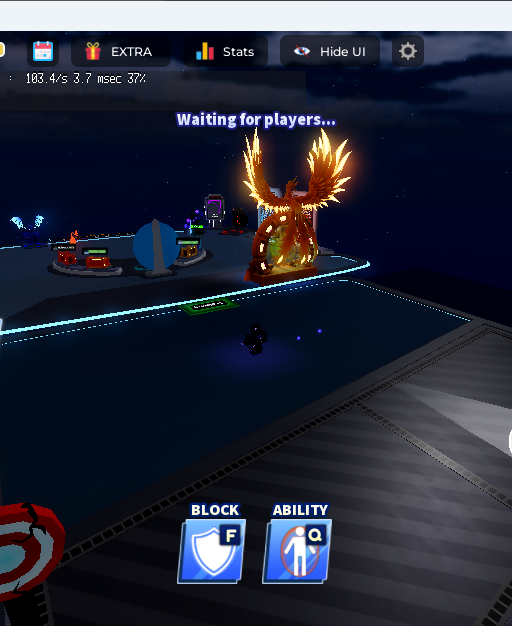 EXTRA
Stats
Hide UI
: 103.4/s 3.7 msec 37%
Waiting for players...
BLOCK
ABILITY
F
Q